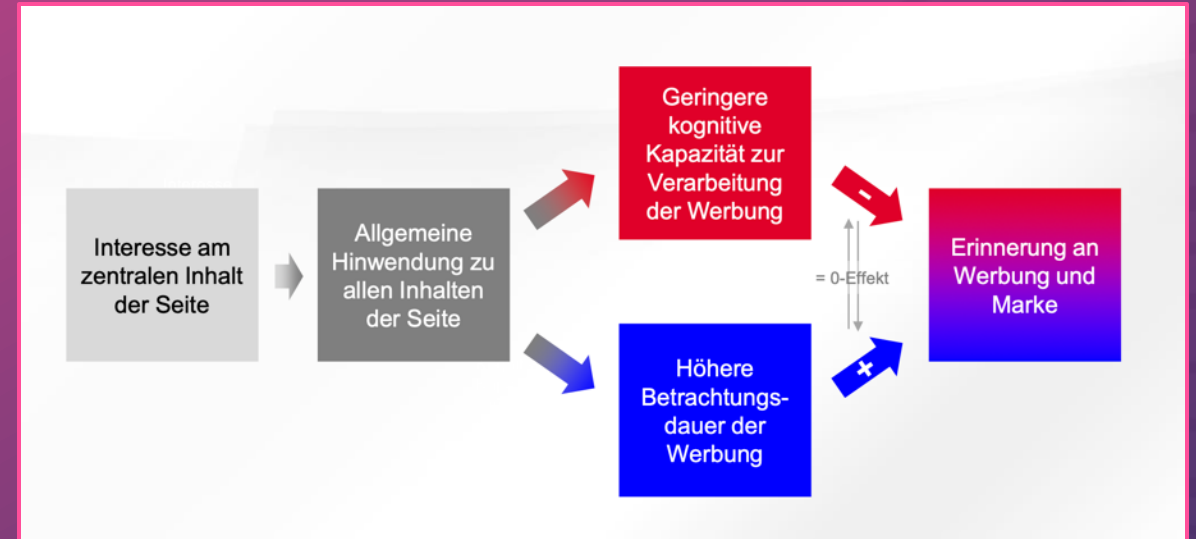 Interesse am
zentralen Inhalt
der Seite
Allgemeine
Hinwendung zu
allen Inhalten
der Seite
Geringere
kognitive
Kapazität zur
Verarbeitung
der Werbung
-
= 0-Effekt
Höhere
Betrachtungs-
dauer der
Werbung
+
Erinnerung an
Werbung und
Marke